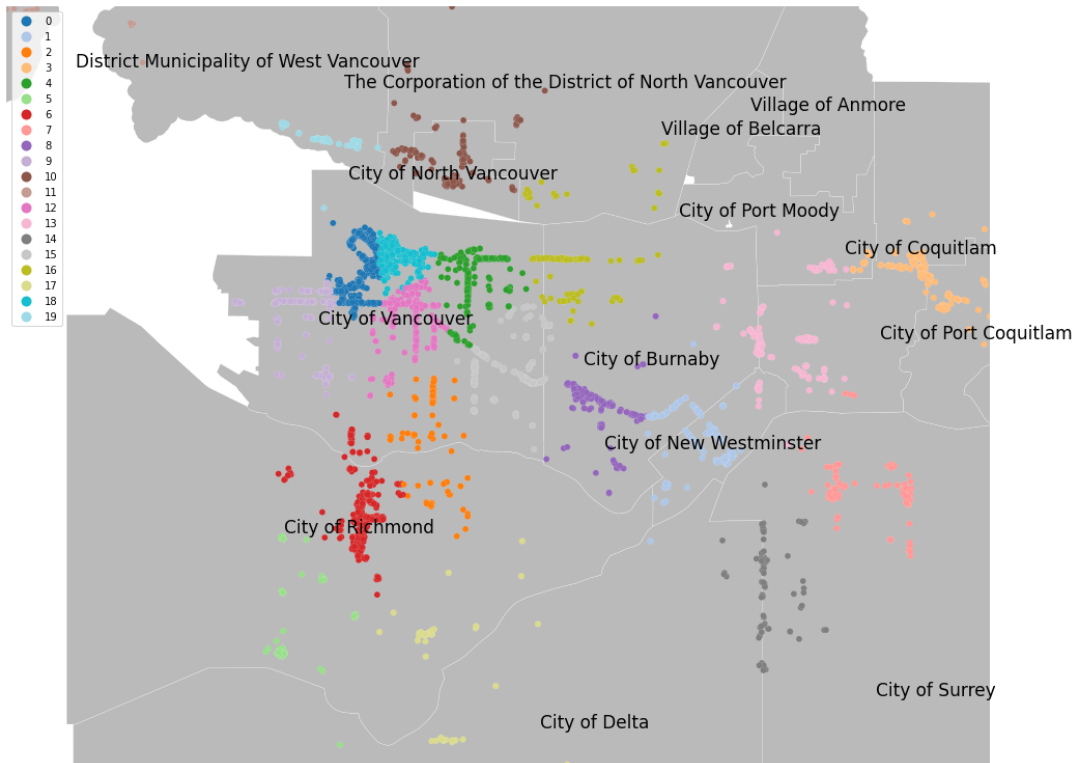 0
1
2
3
4
5
6
7
8
9
10
11
12
13
14
15
16
17
18
19
District Municipality of West Vancouver
The Corporation of the District of North Vancouver
Village of Anmore
Village of Belcarra
City of North Vancouver
City of Port Moody
City of Coquitlam
City of Vancouver
City of Port Coquitlam
City of Burnaby
City of New Westminster
City of Richmond
City of Surrey
City of Delta